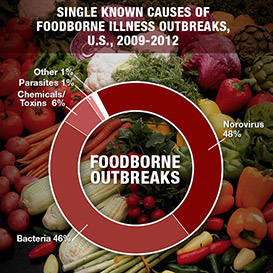 SINGLE KNOWN CAUSES OF
FOODBORNE ILLNESS OUTBREAKS,
U.S., 2009-2012
Other 1%
Parasites 1%
Chemicals/
Toxins 6%
Norovirus
48%
FOODBORNE
OUTBREAKS
Bacteria 46%